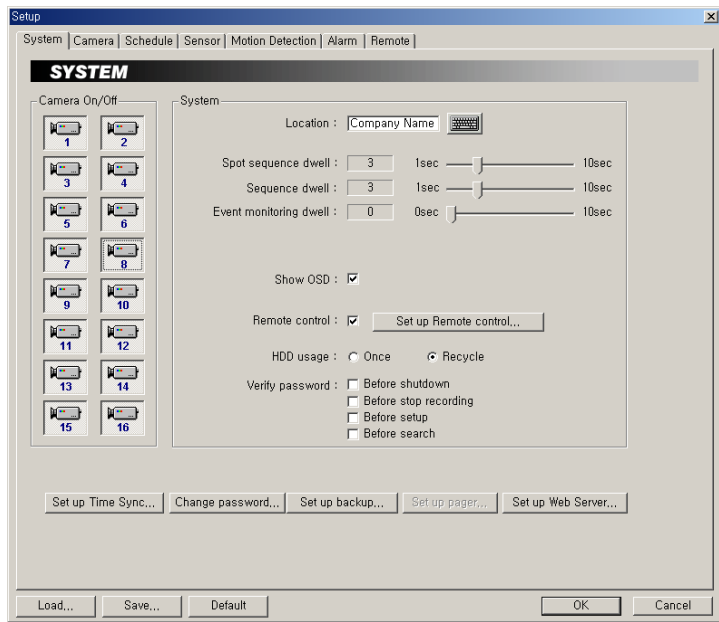 Setup
System Camera Schedule Sensor Motion Detection Alarm Remote
SYSTEM
Camera On/Off
1 2
3 4
5 6
7 8
9 10
11 12
13 14
15 16
System
Location : Company Name
Spot sequence dwell : 3 1sec 10sec
Sequence dwell : 3 1sec 10sec
Event monitoring dwell : 0 0sec 10sec
Show OSD :
Remote control : Set up Remote control...
HDD usage : Once Recycle
Verify password : Before shutdown
Before stop recording
Before setup
Before search
Set up Time Sync... Change password... Set up backup... Set up pager... Set up Web Server...
Load... Save... Default OK Cancel